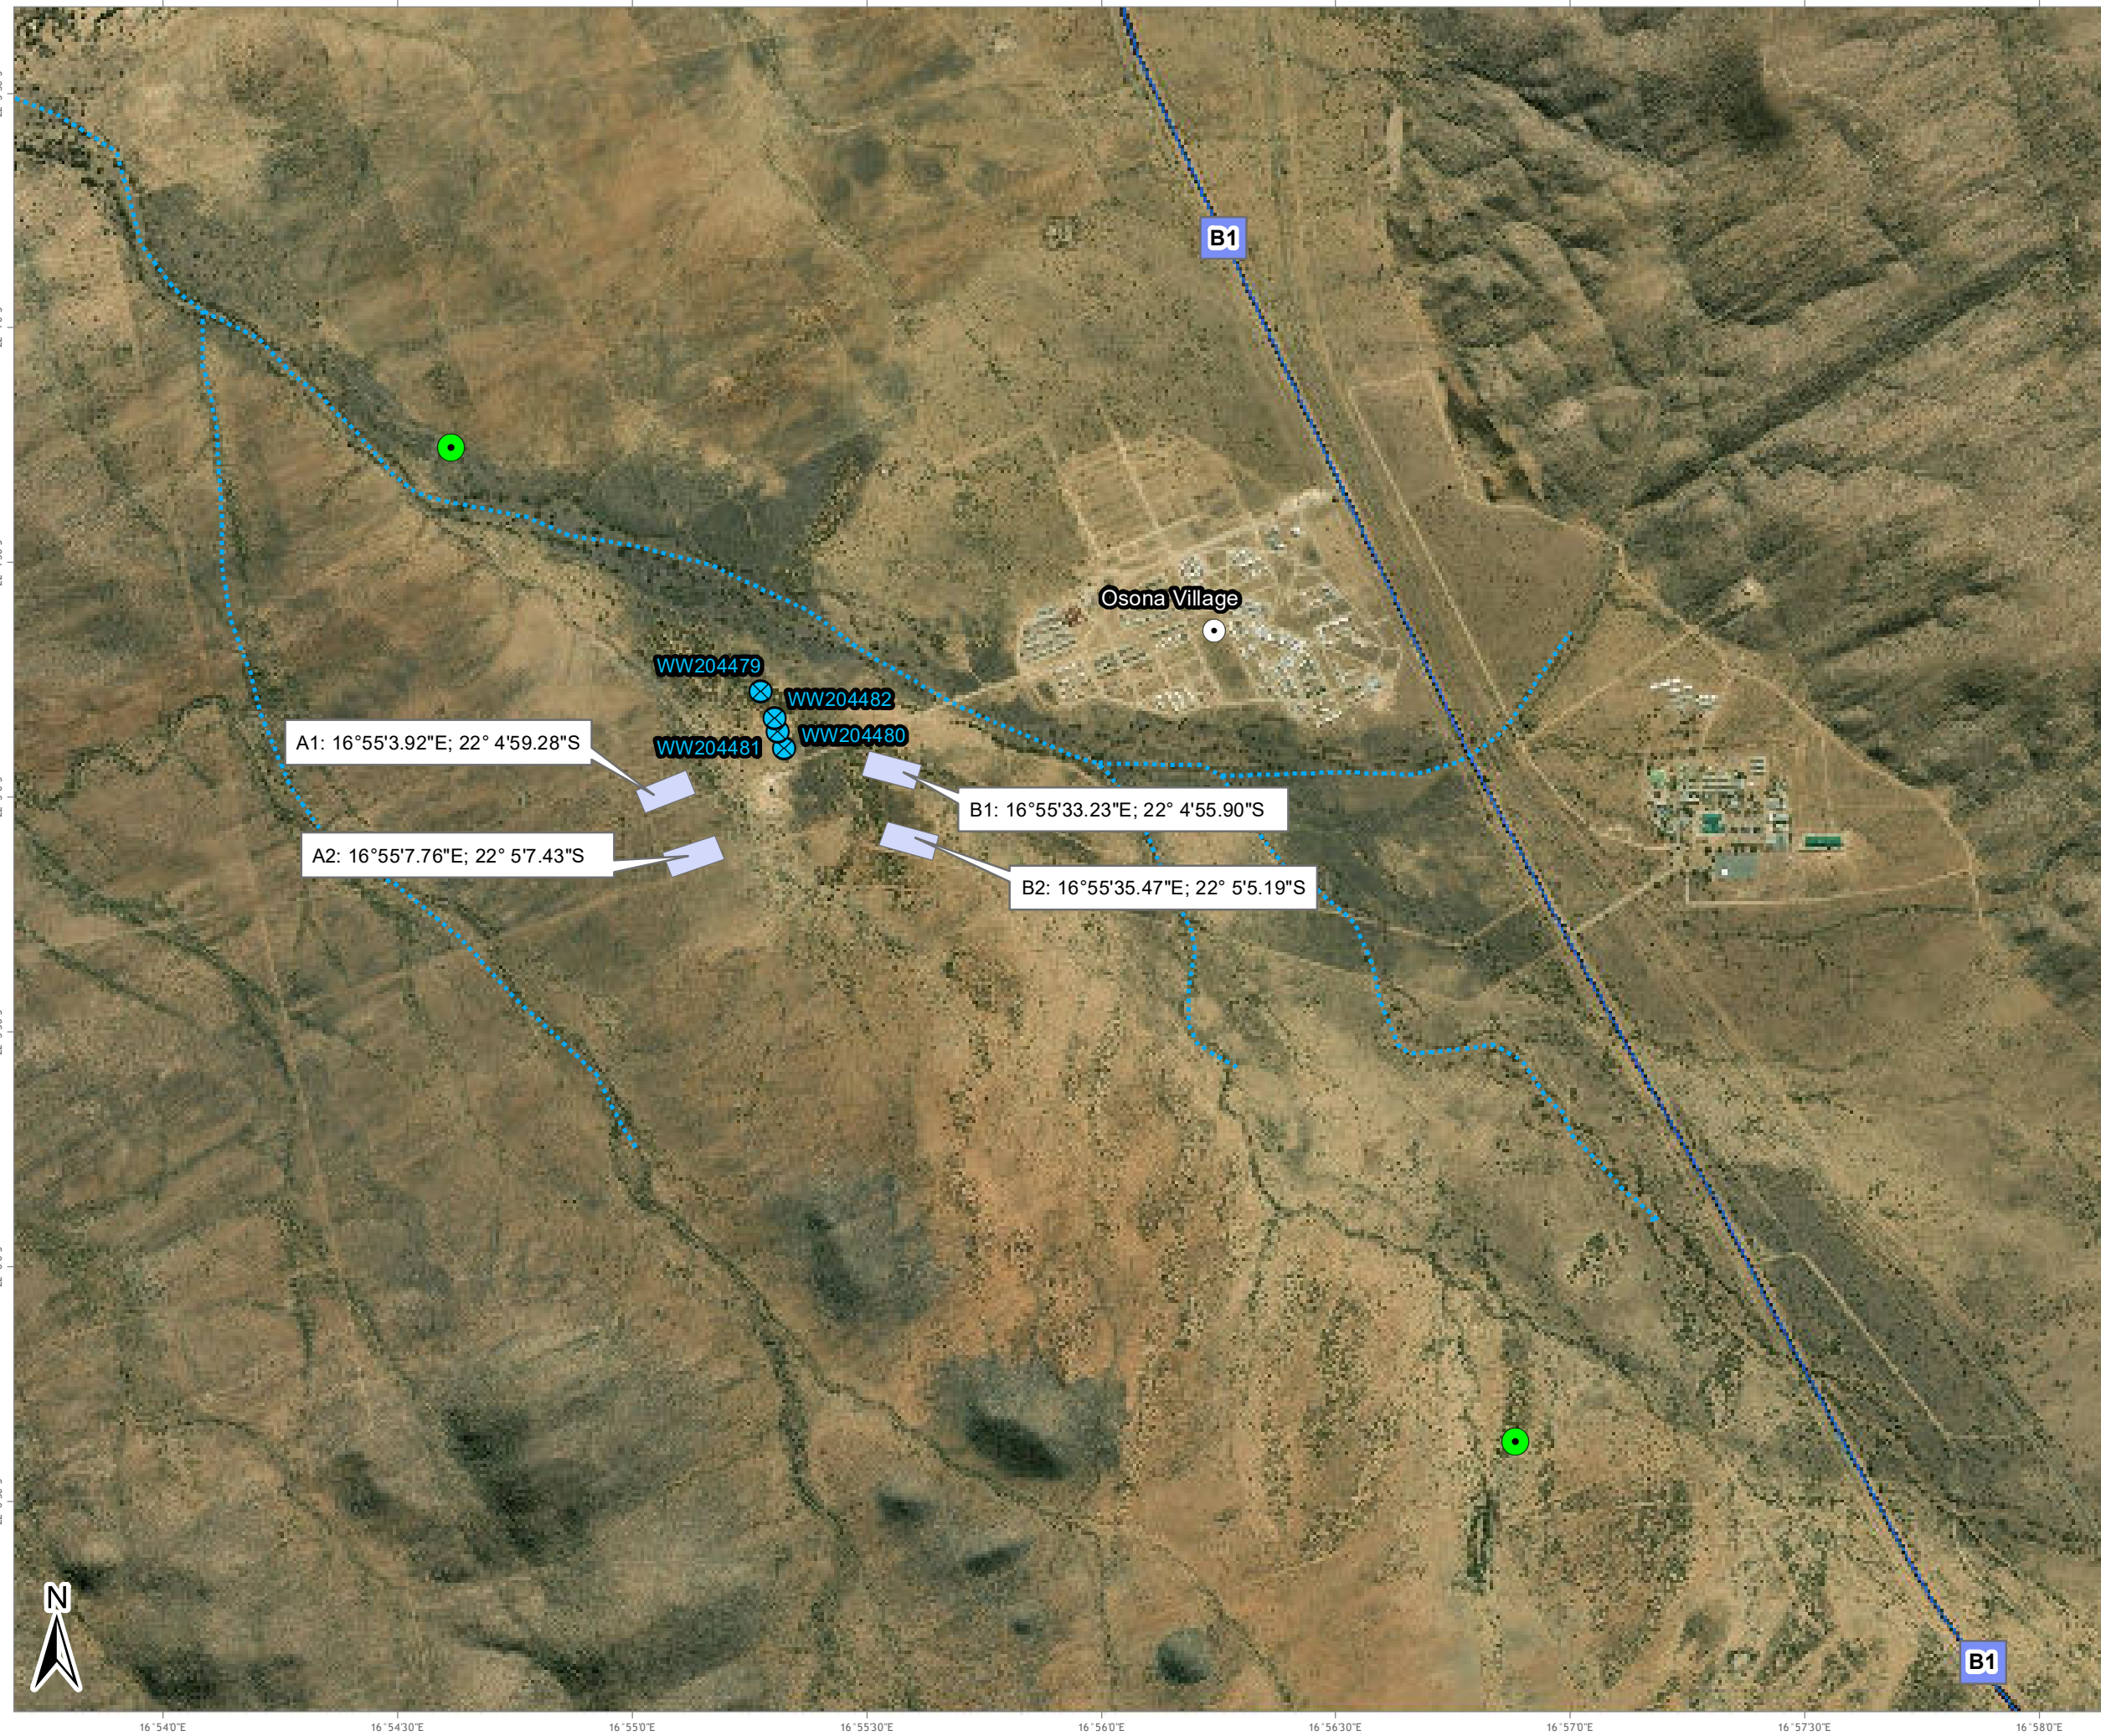 B1
Osona Village
WW204479
WW204482
WW204480
WW204481
A1: 16°55'3.92"E; 22° 4'59.28"S
B1: 16°55'33.23"E; 22° 4'55.90"S
A2: 16°55'7.76"E; 22° 5'7.43"S
B2: 16°55'35.47"E; 22° 5'5.19"S
N
B1
16°54'0"E 16°54'30"E 16°55'0"E 16°55'30"E 16°56'0"E 16°56'30"E 16°57'0"E 16°57'30"E 16°58'0"E